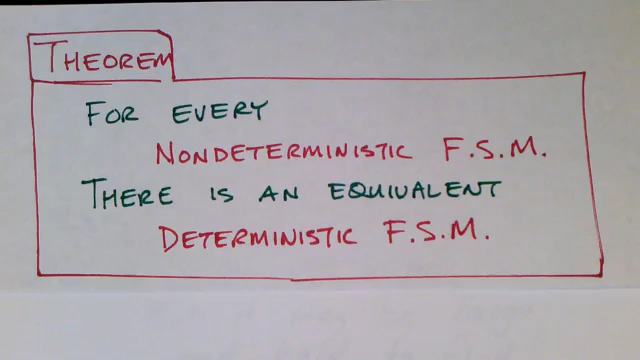 THEOREM
FOR EVERY
NONDETERMINISTIC F.S.M.
THERE IS AN EQUIVALENT
DETERMINISTIC F.S.M.